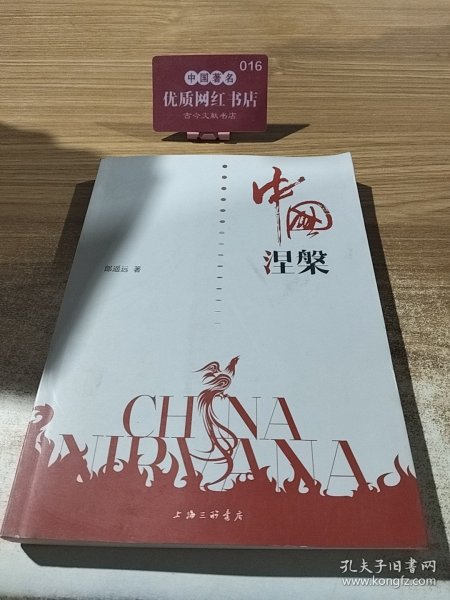 016
中国著名
优质网红书店
古今文献书店
中國
涅槃
郎遥远 著
CHINA
NIRVANA
上海三联书店
孔夫子旧书网
www.kongfz.com